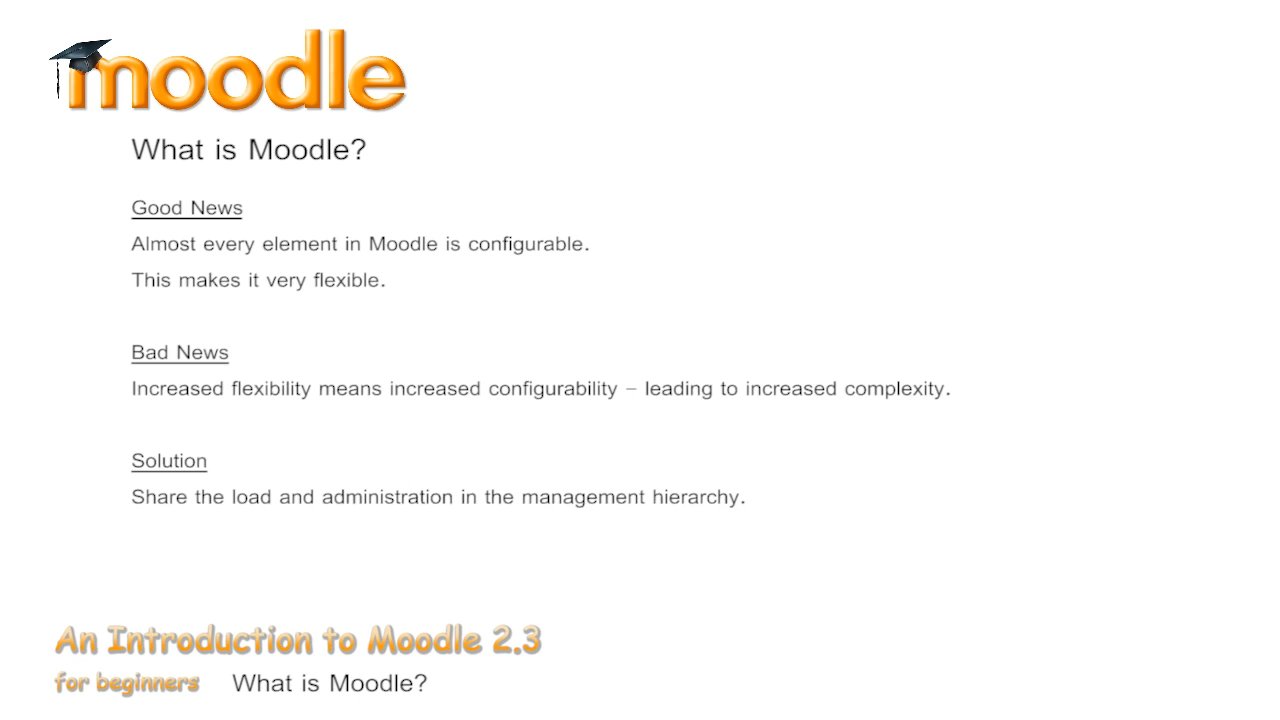 moodle
What is Moodle?
Good News
Almost every element in Moodle is configurable.
This makes it very flexible.
Bad News
Increased flexibility means increased configurability – leading to increased complexity.
Solution
Share the load and administration in the management hierarchy.
An Introduction to Moodle 2.3
for beginners What is Moodle?